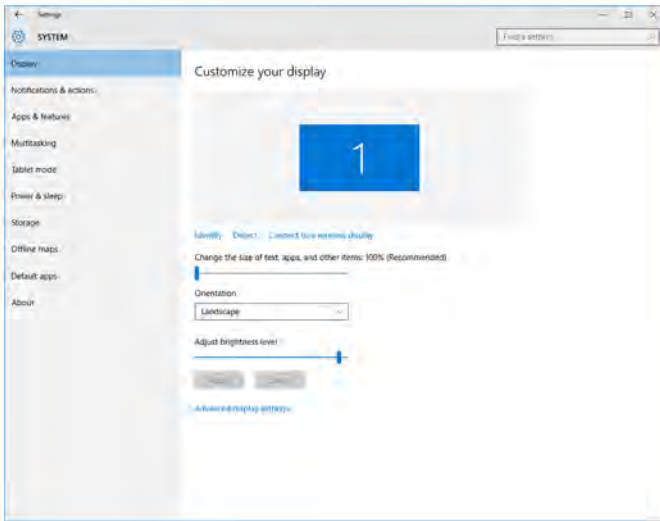 Settings
SYSTEM
Find a setting
Display
Notifications & actions
Apps & features
Multitasking
Tablet mode
Power & sleep
Storage
Offline maps
Default apps
About
Customize your display
1
Identify Detect Connect to a wireless display
Change the size of text, apps, and other items: 100% (Recommended)
Orientation
Landscape
Adjust brightness level
Advanced display settings